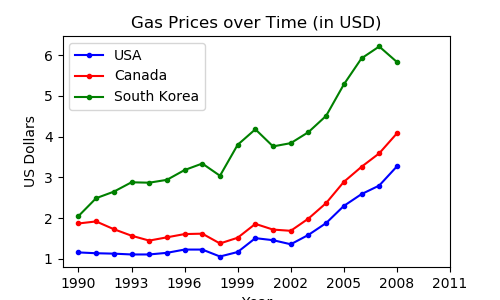 Gas Prices over Time (in USD)
USA
Canada
South Korea
US Dollars
6
5
4
3
2
1
1990 1993 1996 1999 2002 2005 2008 2011
Year